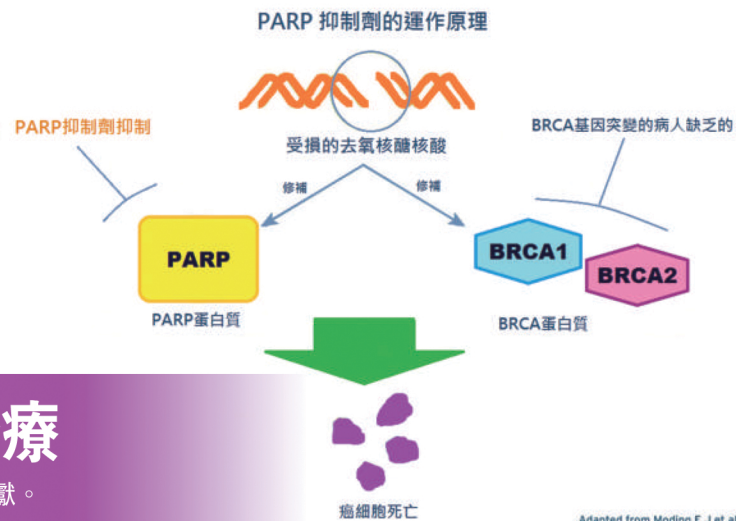 PARP 抑制劑的運作原理
PARP抑制劑抑制
受損的去氧核醣核酸
BRCA基因突變的病人缺乏的
修補
修補
PARP
BRCA1
BRCA2
PARP蛋白質
BRCA蛋白質
療
獻。
癌細胞死亡
Adapted from Moding E. J et al